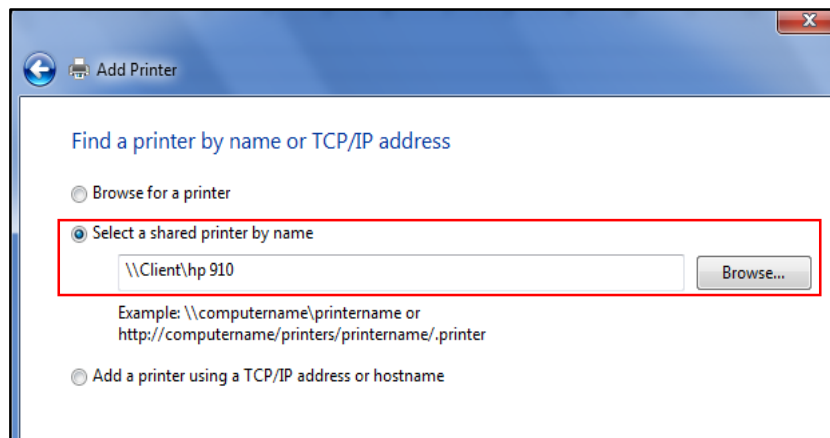 Add Printer
Find a printer by name or TCP/IP address
Browse for a printer
Select a shared printer by name
\\Client\hp 910
Browse...
Example: \\computername\printername or
http://computername/printers/printername/.printer
Add a printer using a TCP/IP address or hostname